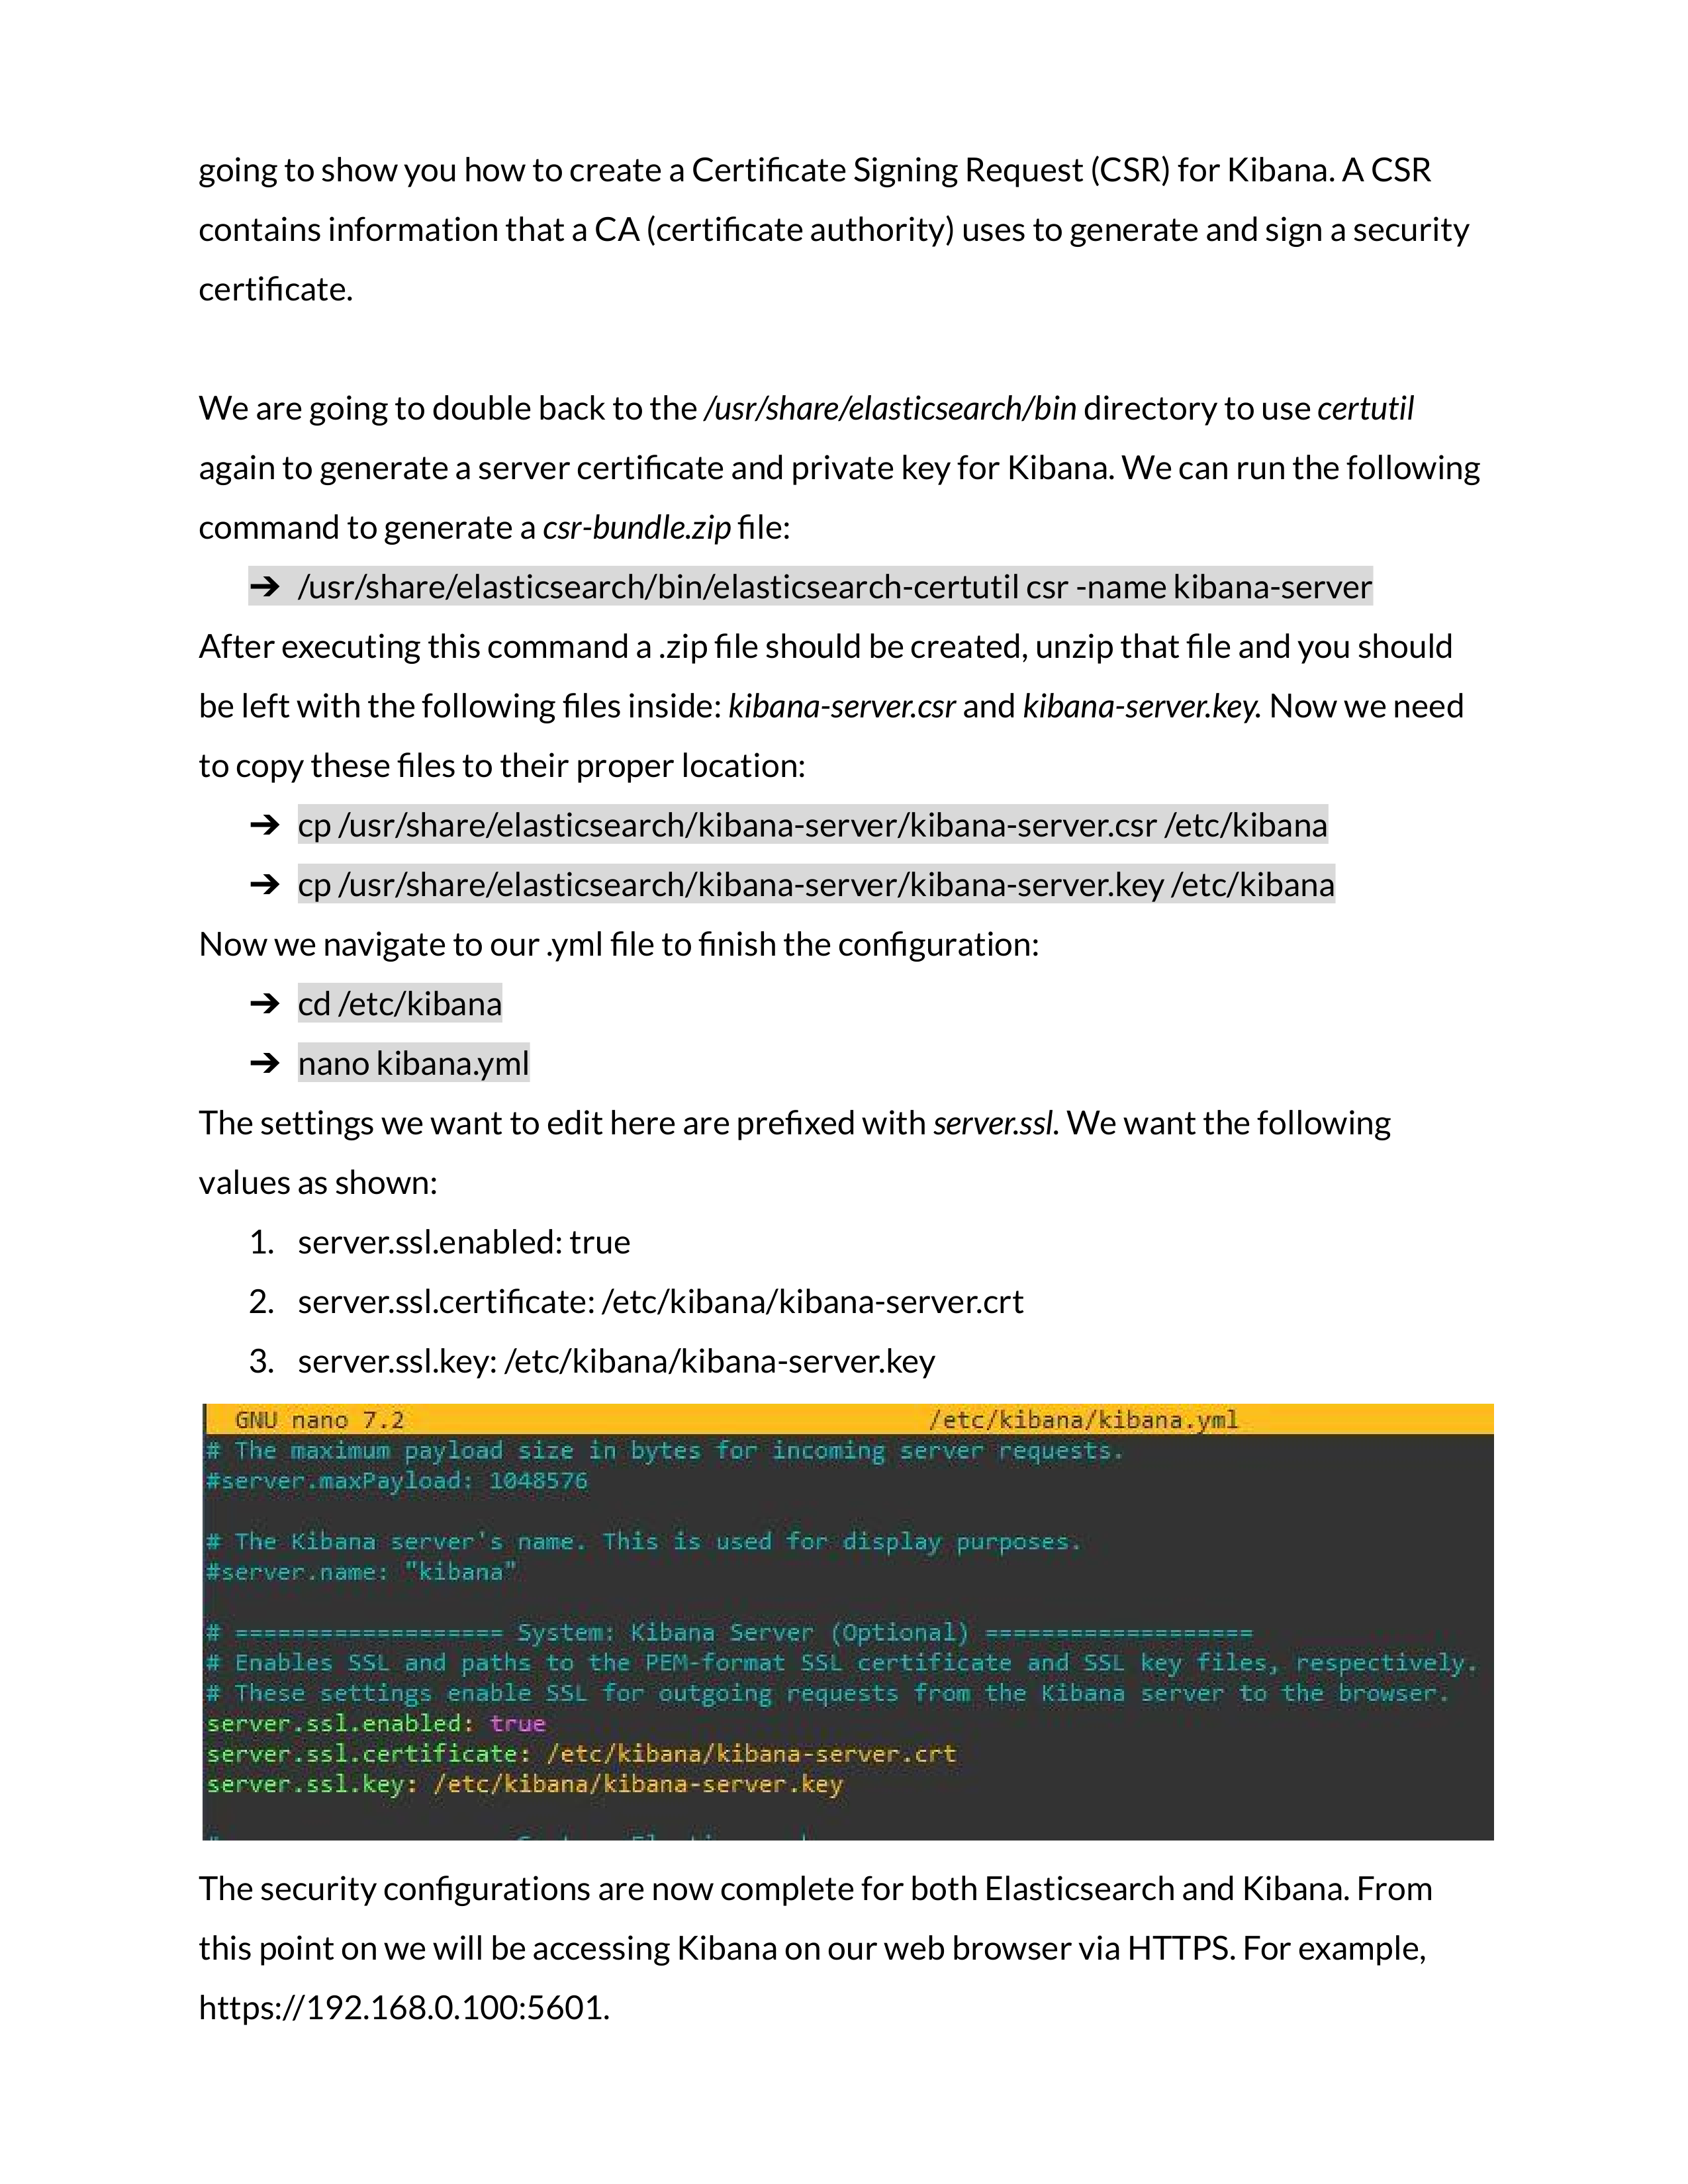 going to show you how to create a Certificate Signing Request (CSR) for Kibana. A CSR
contains information that a CA (certificate authority) uses to generate and sign a security
certificate.
We are going to double back to the /usr/share/elasticsearch/bin directory to use certutil
again to generate a server certificate and private key for Kibana. We can run the following
command to generate a csr-bundle.zip file:
➔ /usr/share/elasticsearch/bin/elasticsearch-certutil csr -name kibana-server
After executing this command a .zip file should be created, unzip that file and you should
be left with the following files inside: kibana-server.csr and kibana-server.key. Now we need
to copy these files to their proper location:
➔ cp /usr/share/elasticsearch/kibana-server/kibana-server.csr /etc/kibana
➔ cp /usr/share/elasticsearch/kibana-server/kibana-server.key /etc/kibana
Now we navigate to our .yml file to finish the configuration:
➔ cd /etc/kibana
➔ nano kibana.yml
The settings we want to edit here are prefixed with server.ssl. We want the following
values as shown:
1. server.ssl.enabled: true
2. server.ssl.certificate: /etc/kibana/kibana-server.crt
3. server.ssl.key: /etc/kibana/kibana-server.key
GNU nano 7.2 /etc/kibana/kibana.yml
# The maximum payload size in bytes for incoming server requests.
#server.maxPayload: 1048576
# The Kibana server's name. This is used for display purposes.
#server.name: "kibana"
# =================== System: Kibana Server (Optional) ===================
# Enables SSL and paths to the PEM-format SSL certificate and SSL key files, respectively.
# These settings enable SSL for outgoing requests from the Kibana server to the browser.
server.ssl.enabled: true
server.ssl.certificate: /etc/kibana/kibana-server.crt
server.ssl.key: /etc/kibana/kibana-server.key
The security configurations are now complete for both Elasticsearch and Kibana. From
this point on we will be accessing Kibana on our web browser via HTTPS. For example,
https://192.168.0.100:5601.